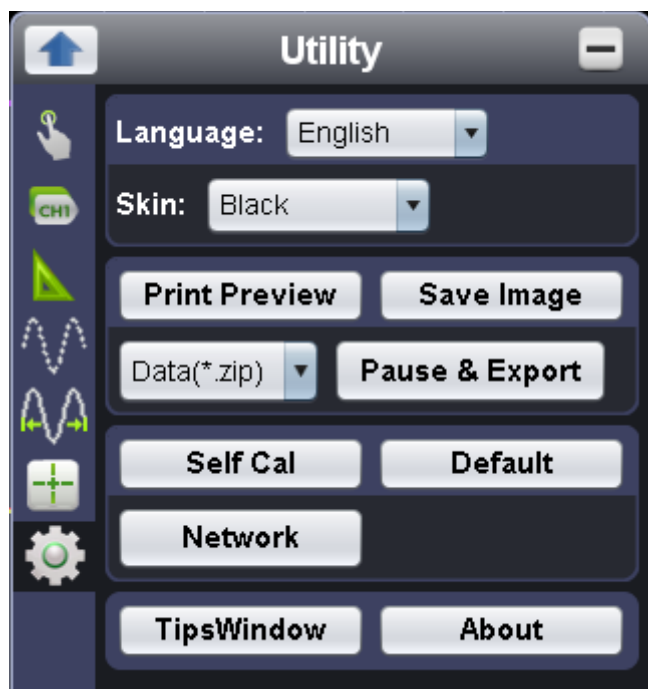 Utility
Language: English
CH1
Skin: Black
Print Preview Save Image
Data(*.zip) Pause & Export
Self Cal Default
Network
TipsWindow About